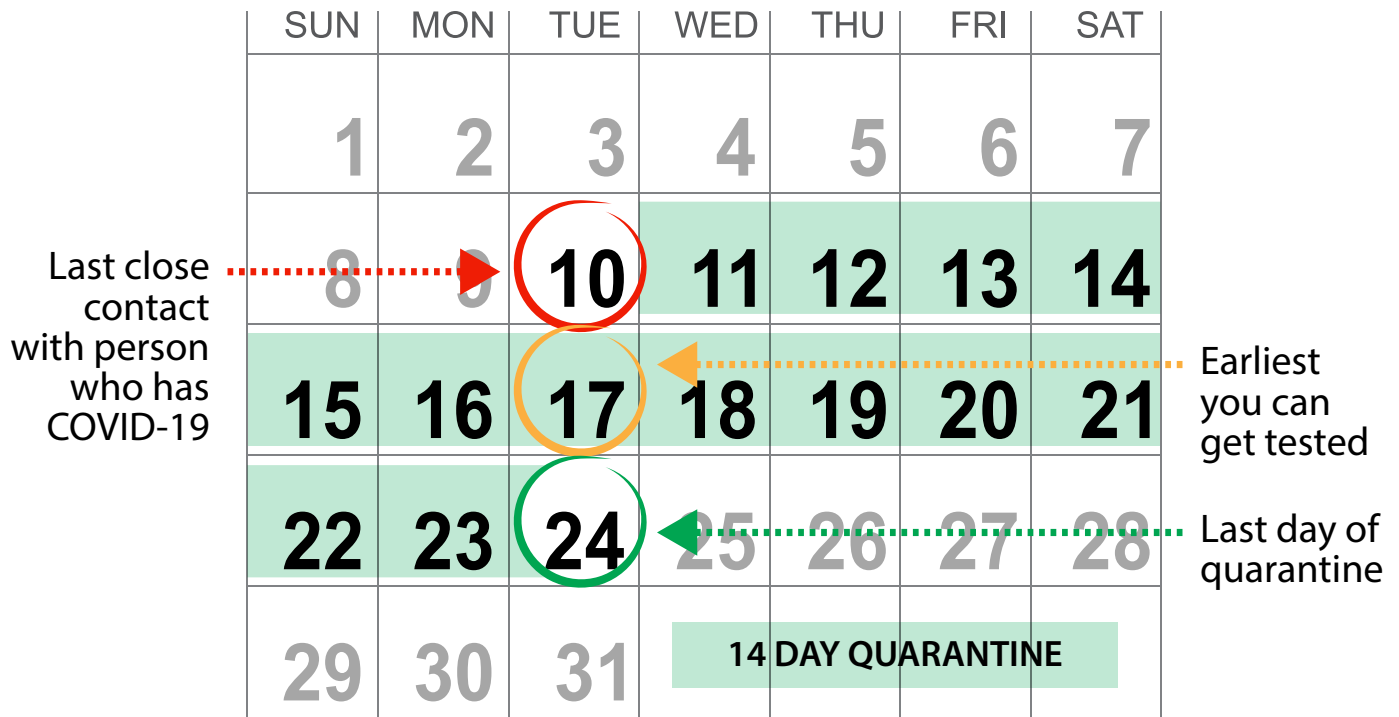 SUN MON TUE WED THU FRI SAT
1 2 3 4 5 6 7
8 9 10 11 12 13 14
Last close
contact
with person
who has
COVID-19
15 16 17 18 19 20 21
Earliest
you can
get tested
22 23 24 25 26 27 28
Last day of
quarantine
29 30 31
14 DAY QUARANTINE